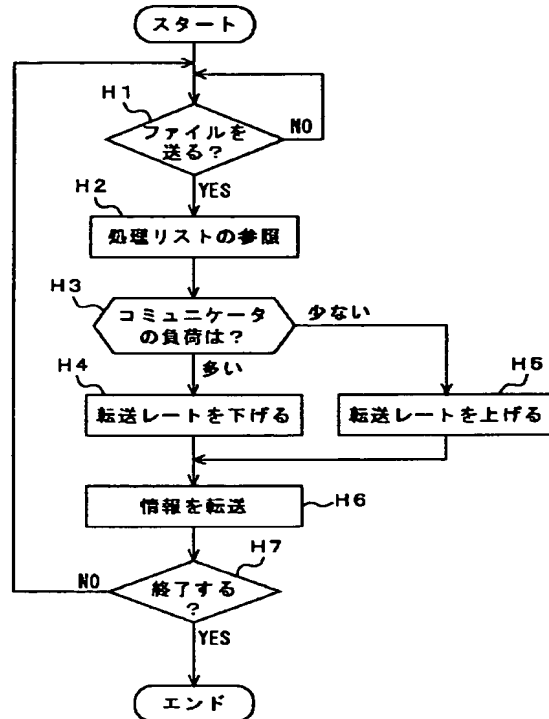 スタート
H1
ファイルを
送る?
NO
YES
H2
処理リストの参照
H3
コミュニケータ
の負荷は?
少ない
多い
H4
転送レートを下げる
H5
転送レートを上げる
情報を転送
H6
H7
終了する
?
NO
YES
エンド